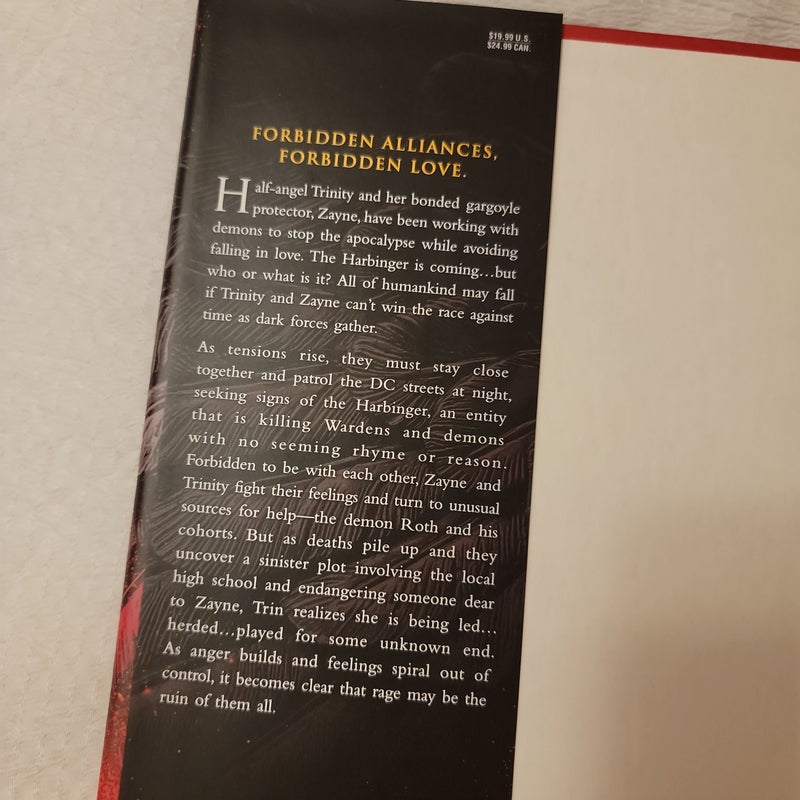 $19.99 U.S.
$24.99 CAN.
FORBIDDEN ALLIANCES,
FORBIDDEN LOVE.
Half-angel Trinity and her bonded gargoyle
protector, Zayne, have been working with
demons to stop the apocalypse while avoiding
falling in love. The Harbinger is coming...but
who or what is it? All of humankind may fall
if Trinity and Zayne can't win the race against
time as dark forces gather.
As tensions rise, they must stay close
together and patrol the DC streets at night,
seeking signs of the Harbinger, an entity
that is killing Wardens and demons
with no seeming rhyme or reason.
Forbidden to be with each other, Zayne and
Trinity fight their feelings and turn to unusual
sources for help—the demon Roth and his
cohorts. But as deaths pile up and they
uncover a sinister plot involving the local
high school and endangering someone dear
to Zayne, Trin realizes she is being led...
herded...played for some unknown end.
As anger builds and feelings spiral out of
control, it becomes clear that rage may be the
ruin of them all.